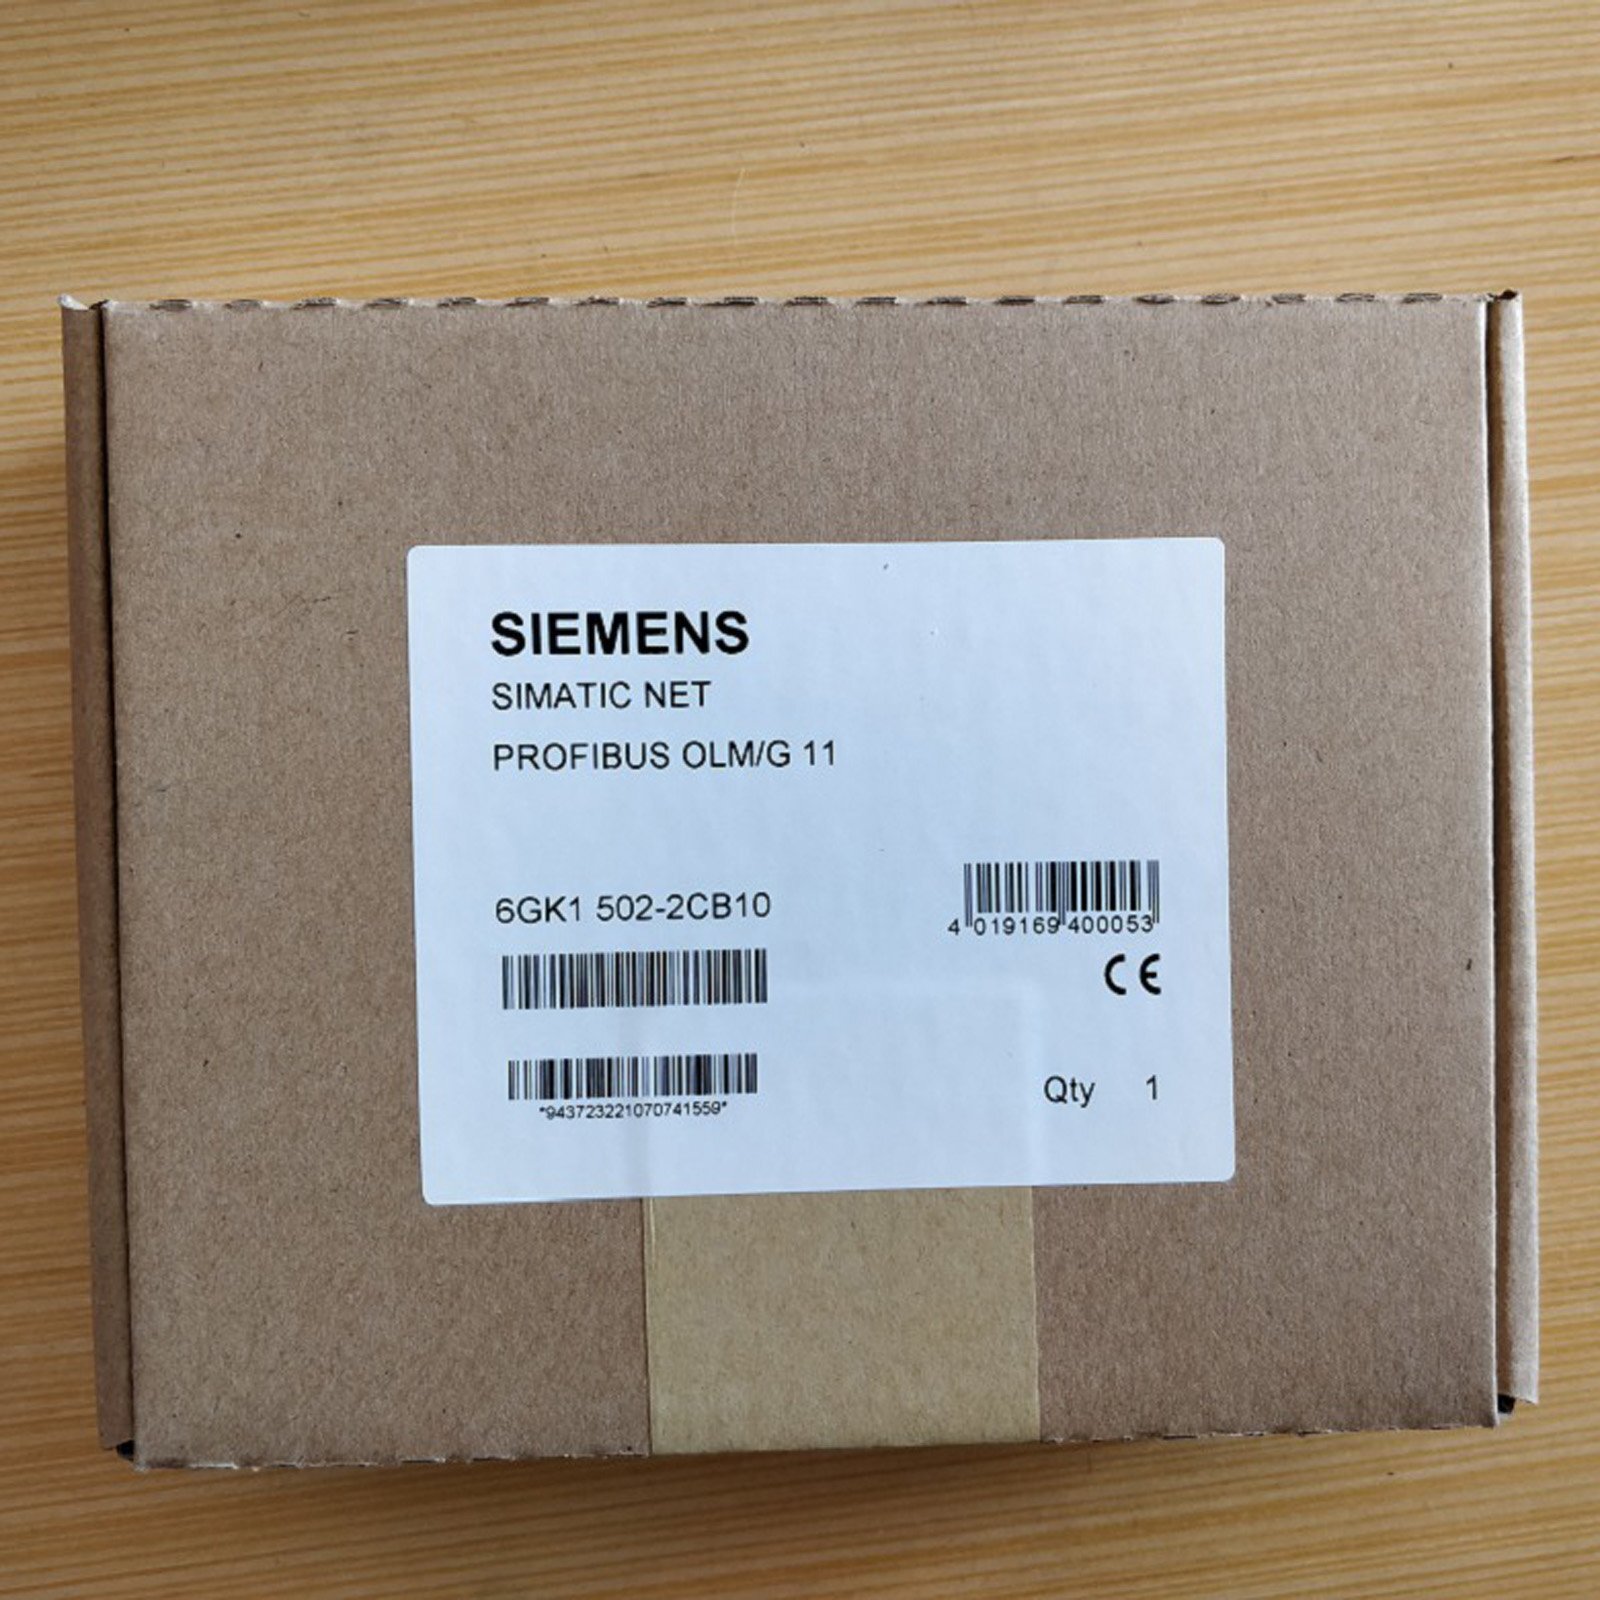 SIEMENS
SIMATIC NET
PROFIBUS OLM/G 11
6GK1 502-2CB10
4 019169 400053
CE
*943723221070741559*
Qty 1